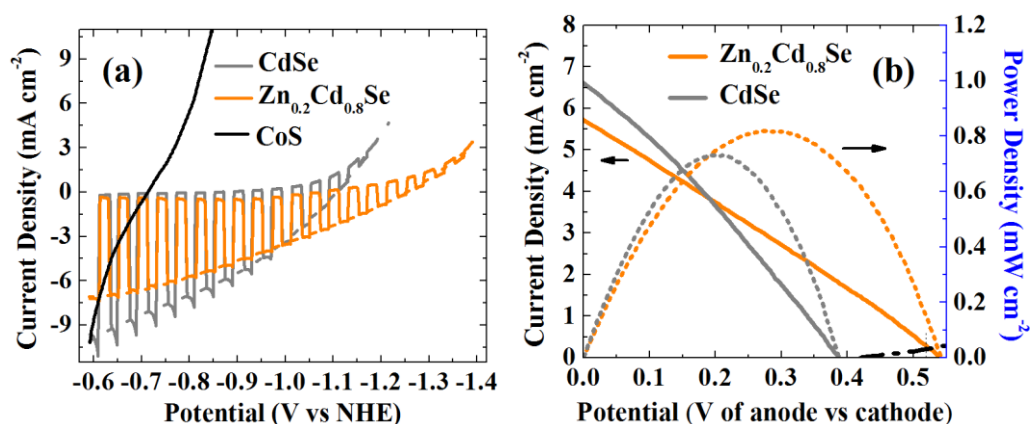 (a)
CdSe
Zn0.2Cd0.8Se
CoS
9
6
3
0
-3
-6
-9
Current Density (mA cm-2)
-0.6 -0.7 -0.8 -0.9 -1.0 -1.1 -1.2 -1.3 -1.4
Potential (V vs NHE)
(b)
Zn0.2Cd0.8Se
CdSe
8
7
6
5
4
3
2
1
0
Current Density (mA cm-2)
0.0 0.1 0.2 0.3 0.4 0.5
Potential (V of anode vs cathode)
1.2
1.0
0.8
0.6
0.4
0.2
0.0
Power Density (mW cm-2)